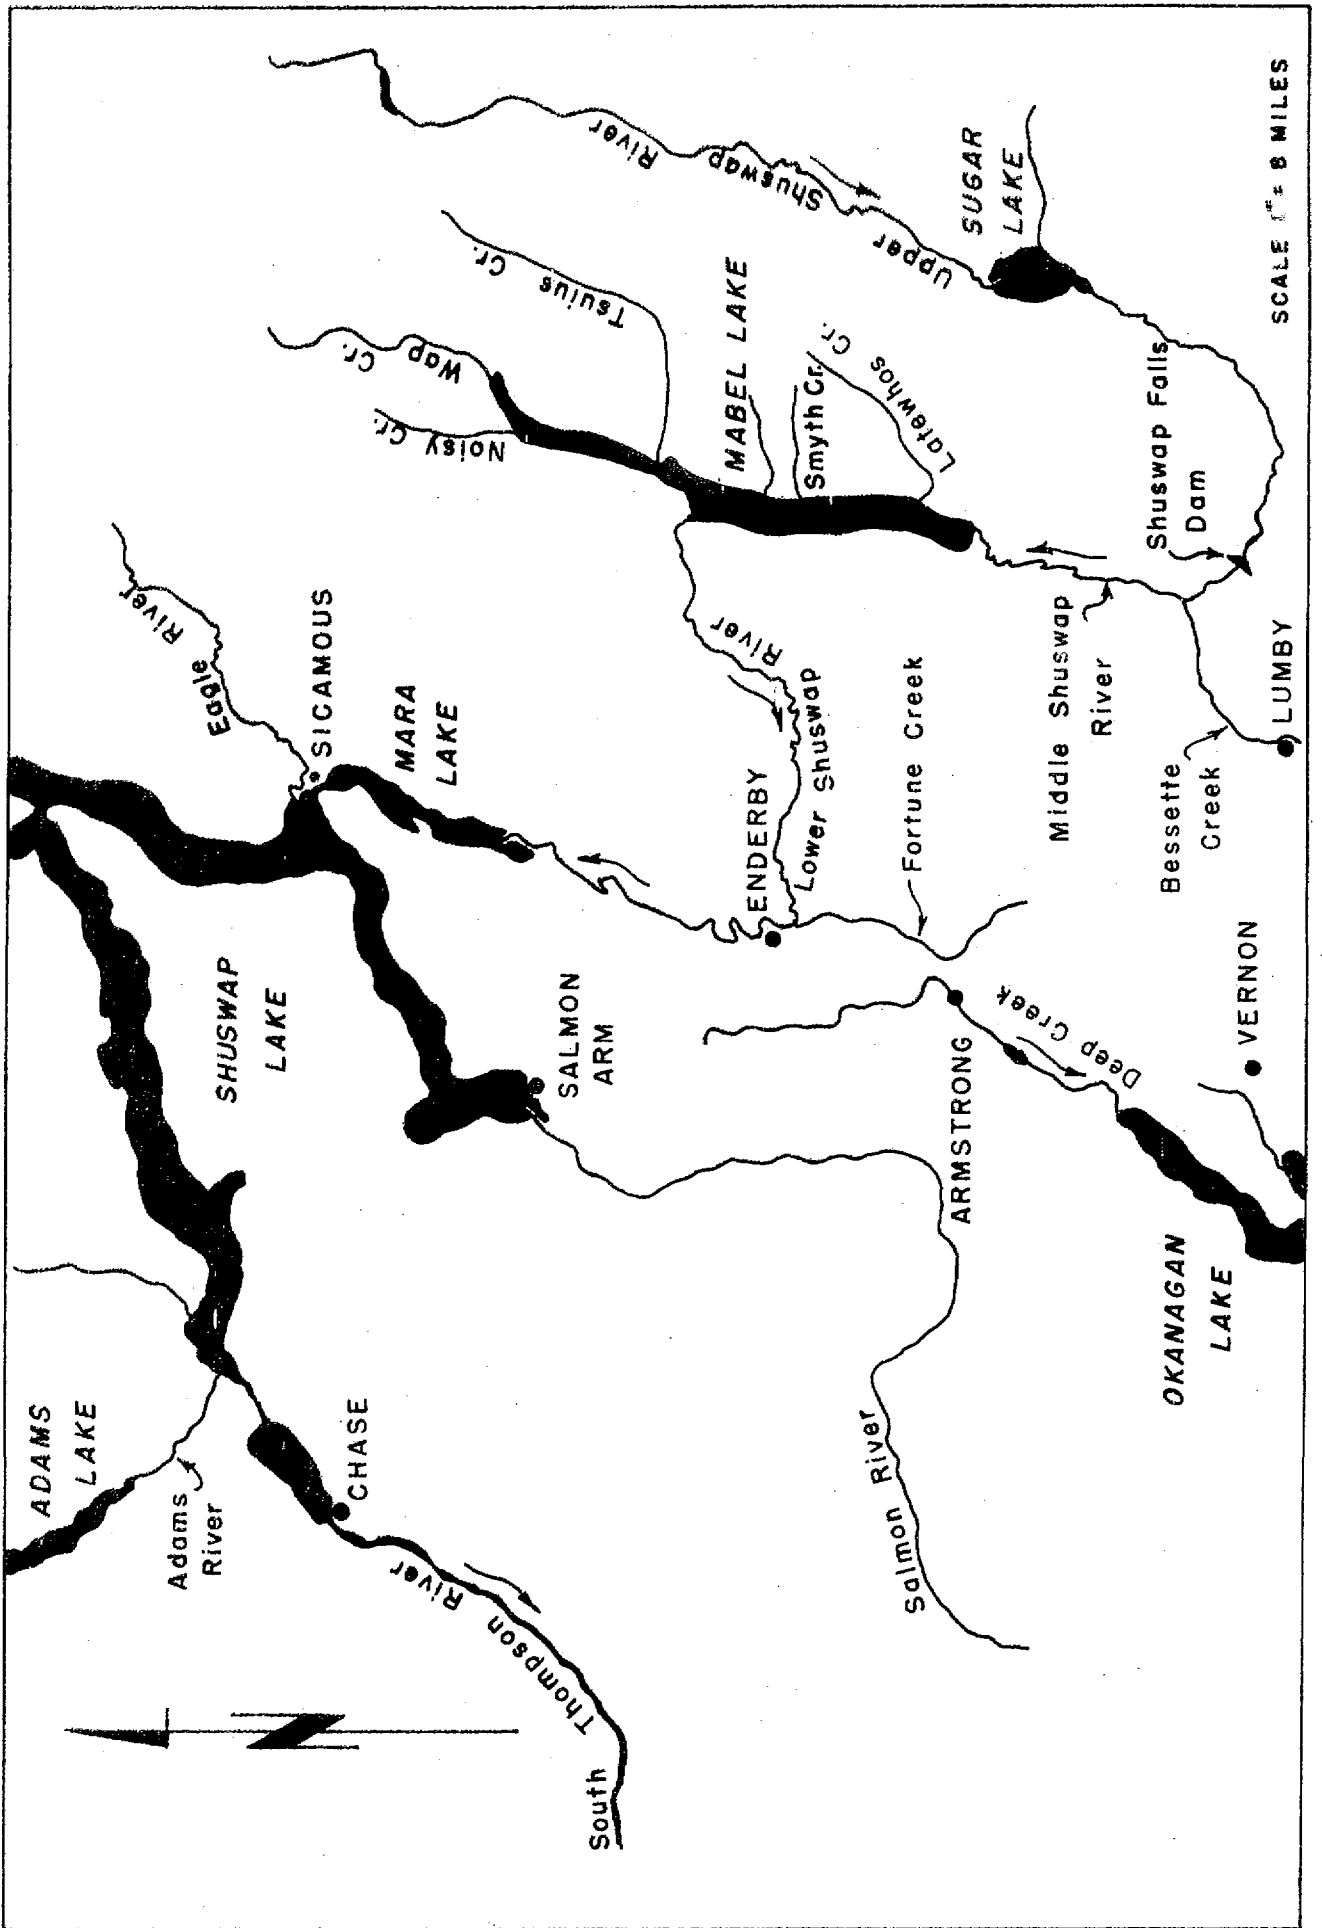 ADAMS
LAKE
Adams
River
CHASE
South Thompson River
SHUSWAP
LAKE
SALMON
ARM
Salmon River
Eagle River
SICAMOUS
MARA
LAKE
ENDERBY
Lower Shuswap River
Fortune Creek
ARMSTRONG
Deep Creek
OKANAGAN
LAKE
VERNON
Noisy Cr.
Wap Cr.
Tsuius Cr.
MABEL LAKE
Smyth Cr.
Latewhos Cr.
Middle Shuswap
River
Bessette
Creek
LUMBY
Shuswap Falls
Dam
Upper Shuswap River
SUGAR
LAKE
SCALE 1" = 8 MILES